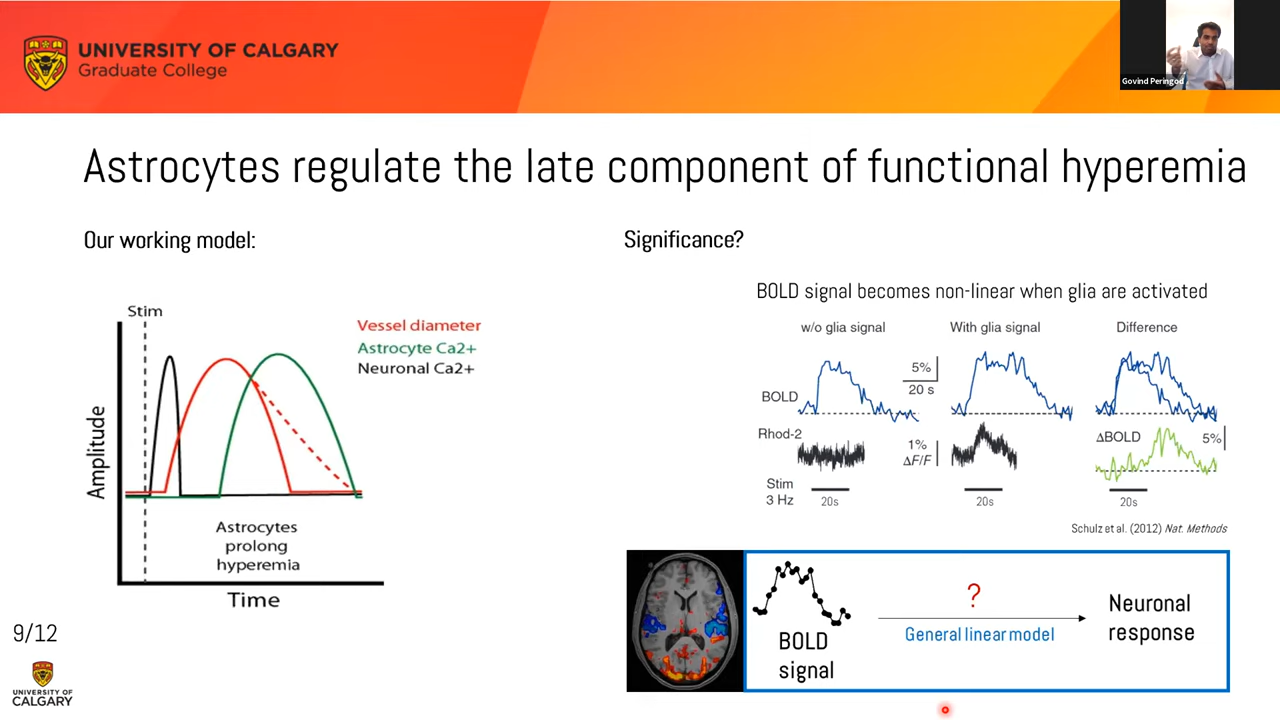 UNIVERSITY OF CALGARY
Graduate College
Govind Peringod
Astrocytes regulate the late component of functional hyperemia
Our working model:
Stim
Vessel diameter
Astrocyte Ca2+
Neuronal Ca2+
Amplitude
Astrocytes
prolong
hyperemia
Time
Significance?
BOLD signal becomes non-linear when glia are activated
w/o glia signal
With glia signal
Difference
5%
20 s
BOLD
Rhod-2
1%
ΔF/F
ΔBOLD
5%
Stim
3 Hz
20s
20s
20s
Schulz et al. (2012) Nat. Methods
BOLD
signal
?
General linear model
Neuronal
response
9/12
UNIVERSITY OF
CALGARY